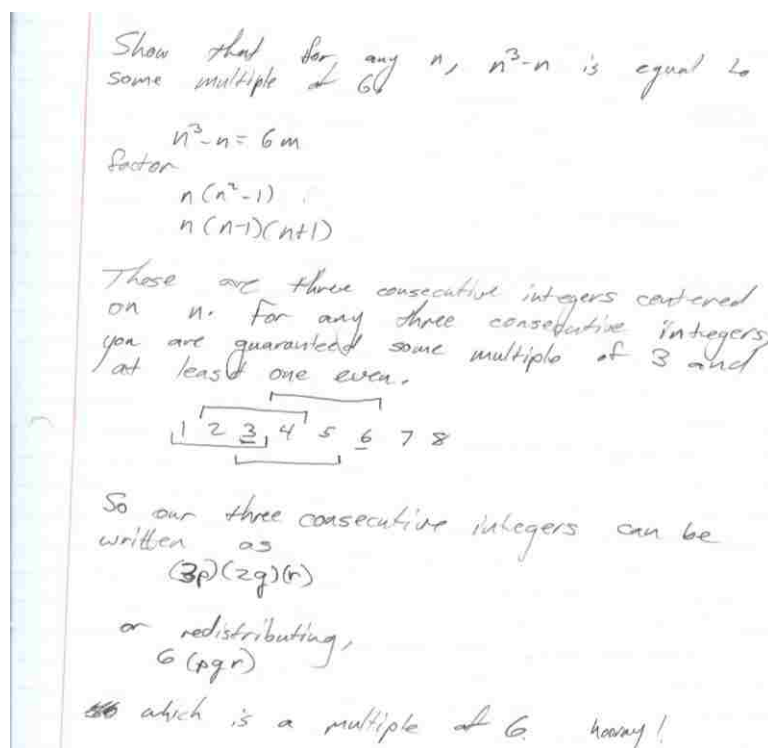 Show that for any n, n³-n is equal to
some multiple of 6.
n³-n = 6m
factor
n(n²-1)
n(n-1)(n+1)
These are three consecutive integers centered
on n. For any three consecutive integers,
you are guaranteed some multiple of 3 and
at least one even.
1 2 3 4 5 6 7 8
So our three consecutive integers can be
written as
(3p)(2q)(r)
or redistributing,
6(pqr)
which is a multiple of 6. hooray!